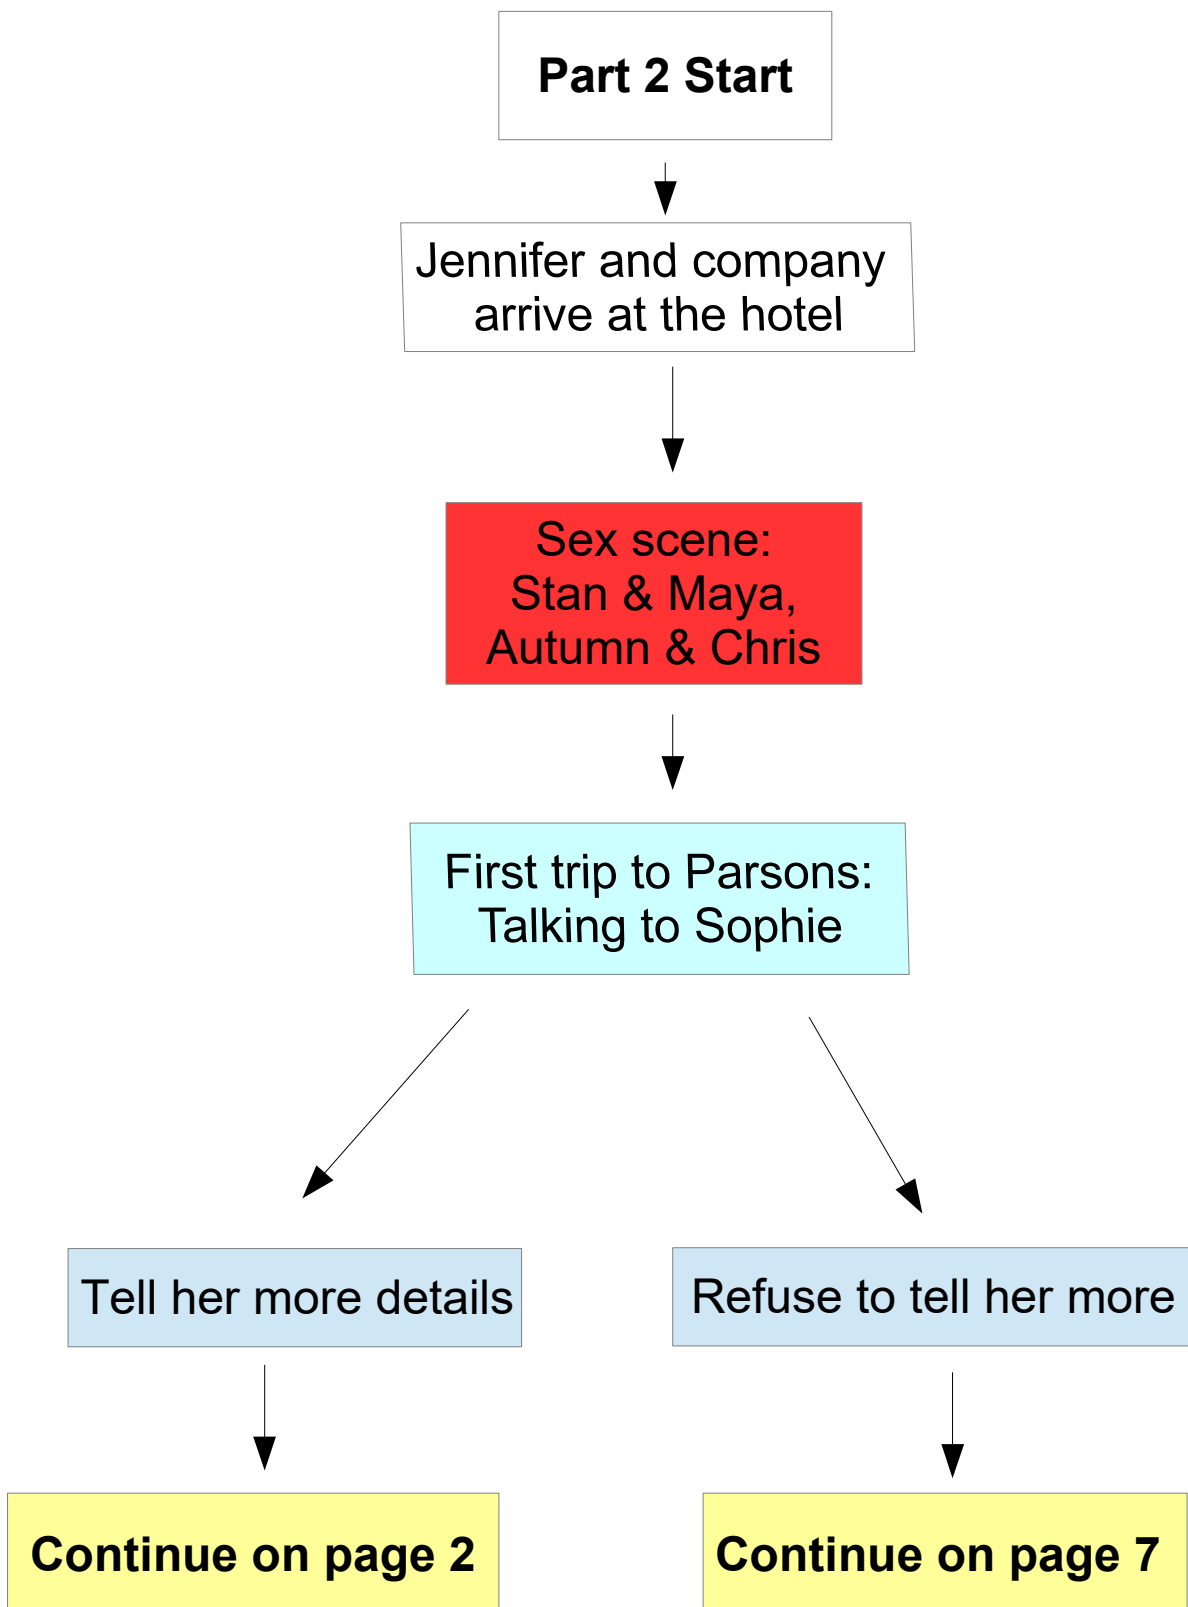 Part 2 Start
Jennifer and company
arrive at the hotel
Sex scene:
Stan & Maya,
Autumn & Chris
First trip to Parsons:
Talking to Sophie
Tell her more details
Refuse to tell her more
Continue on page 2
Continue on page 7